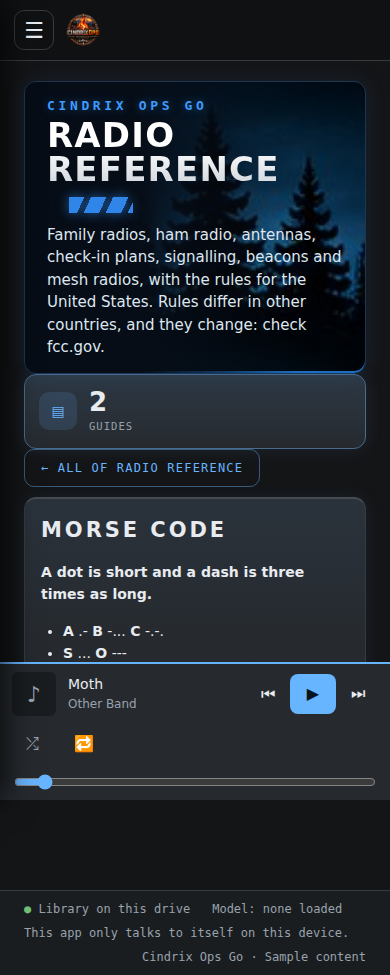 ☰ CINDRIX OPS
CINDRIX OPS GO
RADIO
REFERENCE
Family radios, ham radio, antennas,
check-in plans, signalling, beacons and
mesh radios, with the rules for the
United States. Rules differ in other
countries, and they change: check
fcc.gov.
2
GUIDES
← ALL OF RADIO REFERENCE
MORSE CODE
A dot is short and a dash is three
times as long.
• A .- B -... C -.-.
• S ... O ---
Moth
Other Band
● Library on this drive Model: none loaded
This app only talks to itself on this device.
Cindrix Ops Go · Sample content